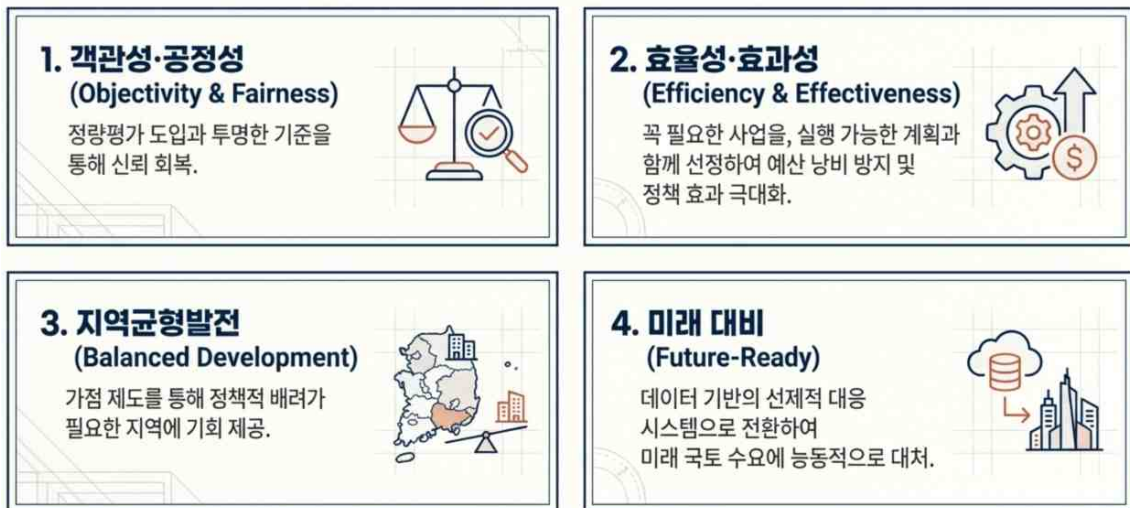 1. 객관성·공정성
(Objectivity & Fairness)
정량평가 도입과 투명한 기준을
통해 신뢰 회복.
2. 효율성·효과성
(Efficiency & Effectiveness)
꼭 필요한 사업을, 실행 가능한 계획과
함께 선정하여 예산 낭비 방지 및
정책 효과 극대화.
$
3. 지역균형발전
(Balanced Development)
가점 제도를 통해 정책적 배려가
필요한 지역에 기회 제공.
4. 미래 대비
(Future-Ready)
데이터 기반의 선제적 대응
시스템으로 전환하여
미래 국토 수요에 능동적으로 대처.